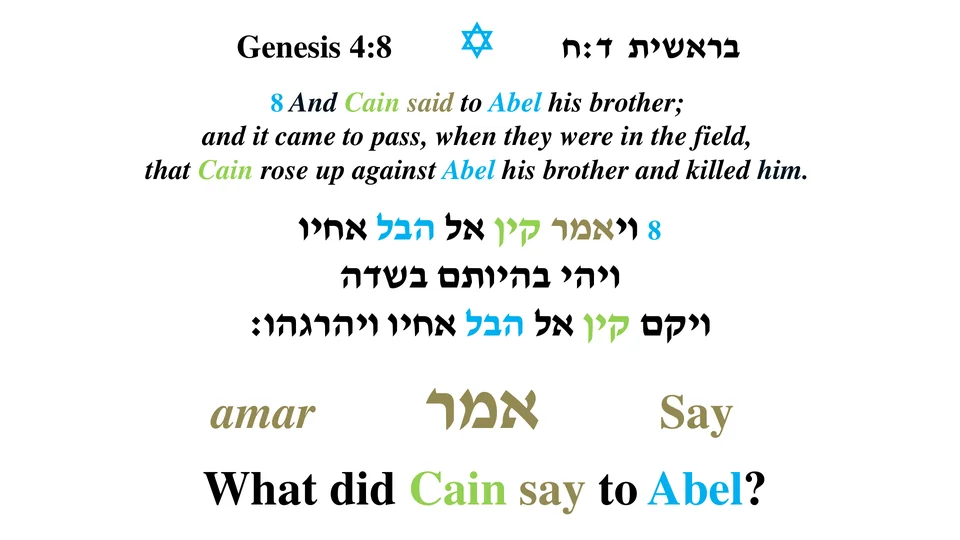 Genesis 4:8 ✡ בראשית ד:ח
8 And Cain said to Abel his brother;
and it came to pass, when they were in the field,
that Cain rose up against Abel his brother and killed him.
8 ויאמר קין אל הבל אחיו
ויהי בהיותם בשדה
ויקם קין אל הבל אחיו ויהרגהו:
amar אמר Say
What did Cain say to Abel?